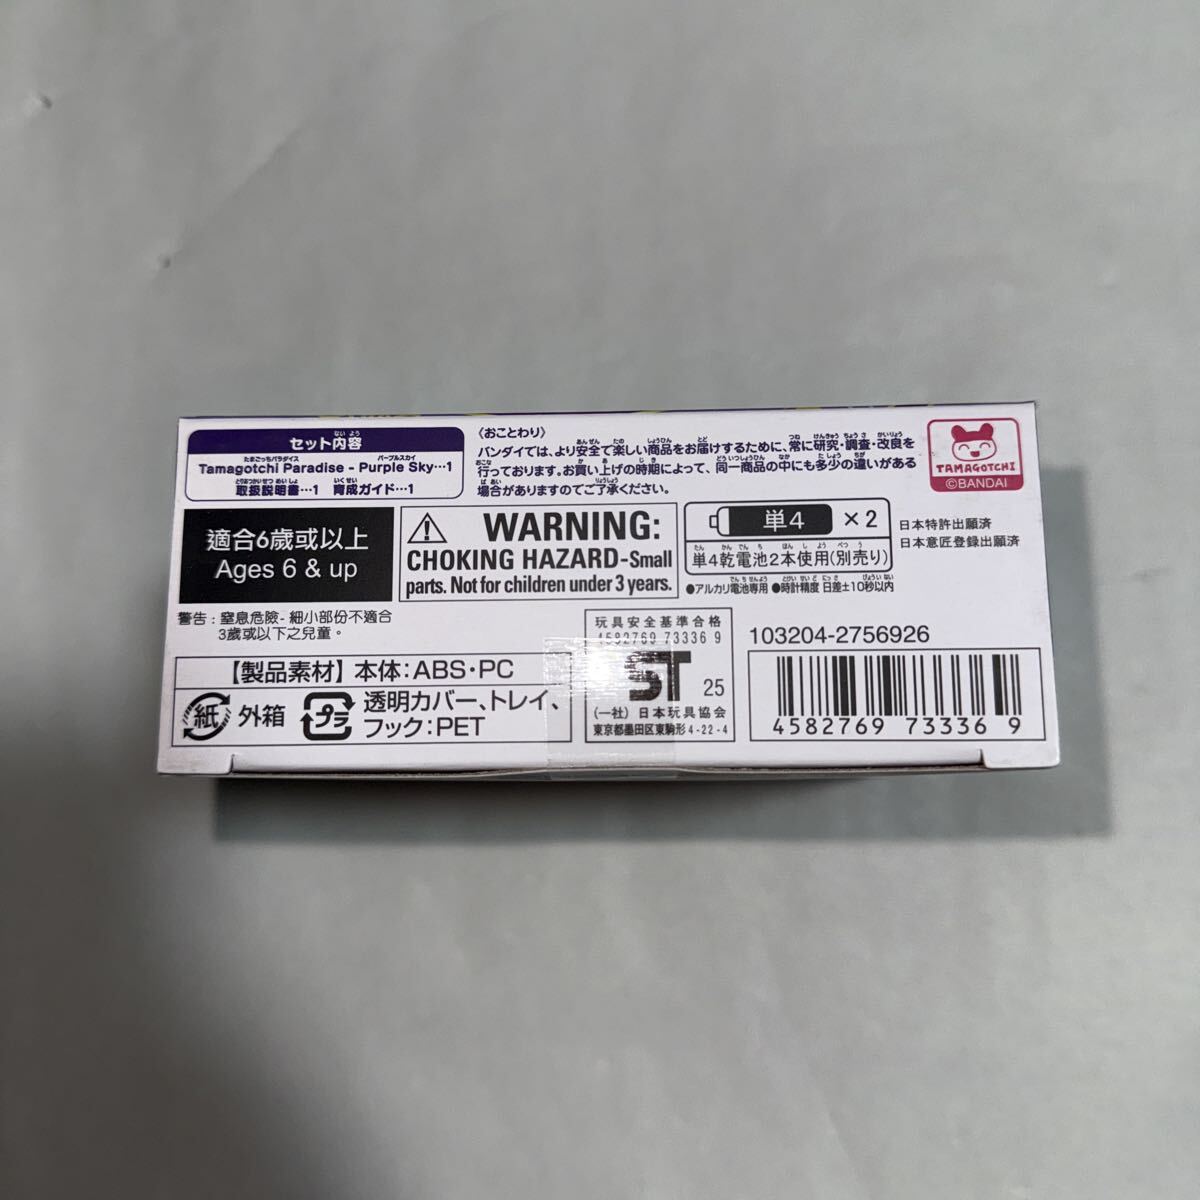 セット内容
Tamagotchi Paradise - Purple Sky…1
取扱説明書…1 育成ガイド…1
〈おことわり〉
バンダイでは、より安全で楽しい商品をお届けするために、常に研究・調査・改良を
行っております。お買い上げの時期によって、同一商品の中にも多少の違いがある
場合がありますのでご了承ください。
TAMAGOTCHI
©BANDAI
適合6歳或以上
Ages 6 & up
警告：窒息危險- 細小部份不適合
3歲或以下之兒童。
WARNING:
CHOKING HAZARD-Small
parts. Not for children under 3 years.
単4 ×2
単4乾電池2本使用(別売り)
●アルカリ電池専用 ●時計精度 日差±10秒以内
日本特許出願済
日本意匠登録出願済
【製品素材】本体:ABS・PC
紙 外箱
プラ 透明カバー、トレイ、
フック:PET
玩具安全基準合格
4582769 73336 9
ST 25
(一社) 日本玩具協会
東京都墨田区東駒形4-22-4
103204-2756926
4582769 73336 9